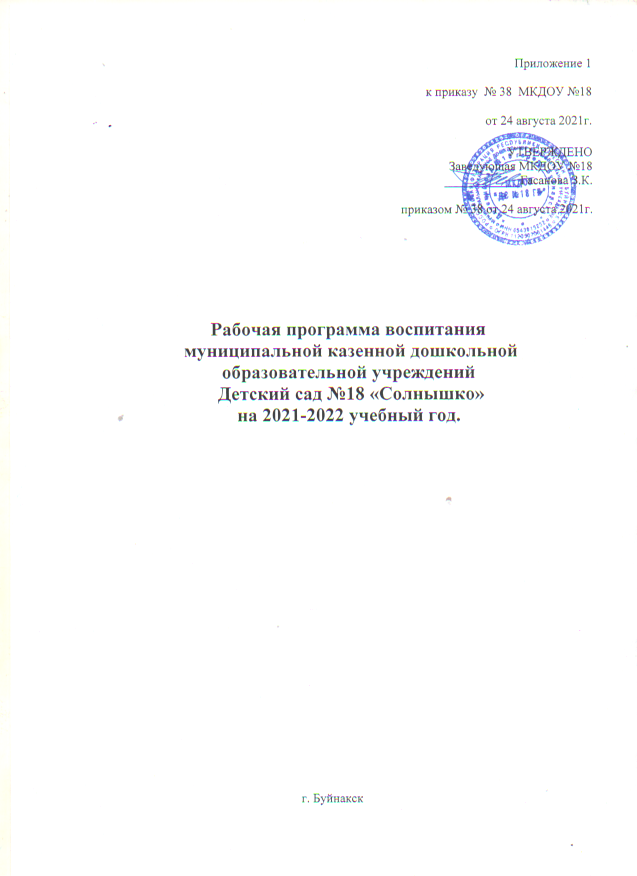 Приложение 1
к приказу № 38 МКДОУ №18
от 24 августа 2021г.
УТВЕРЖДЕНО
Заведующая МКДОУ №18
Гасанова З.К.
приказом № 38 от 24 августа 2021г.
Рабочая программа воспитания
муниципальной казенной дошкольной
образовательной учреждений
Детский сад №18 «Солнышко»
на 2021-2022 учебный год.
г. Буйнакск